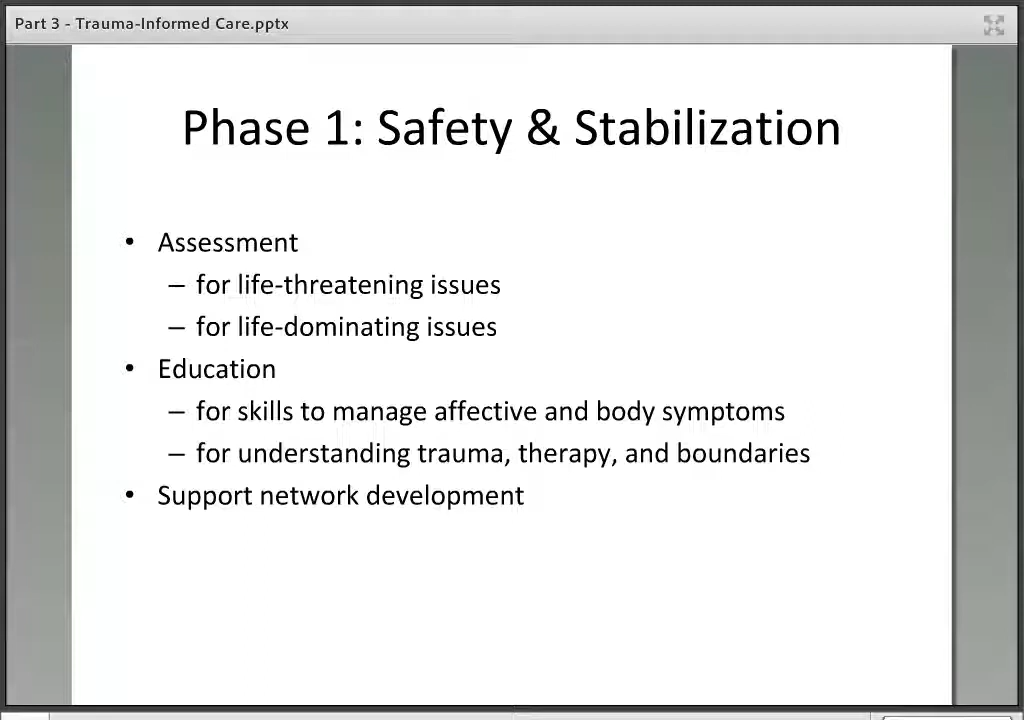 Part 3 - Trauma-Informed Care.pptx
Phase 1: Safety & Stabilization
• Assessment
– for life-threatening issues
– for life-dominating issues
• Education
– for skills to manage affective and body symptoms
– for understanding trauma, therapy, and boundaries
• Support network development